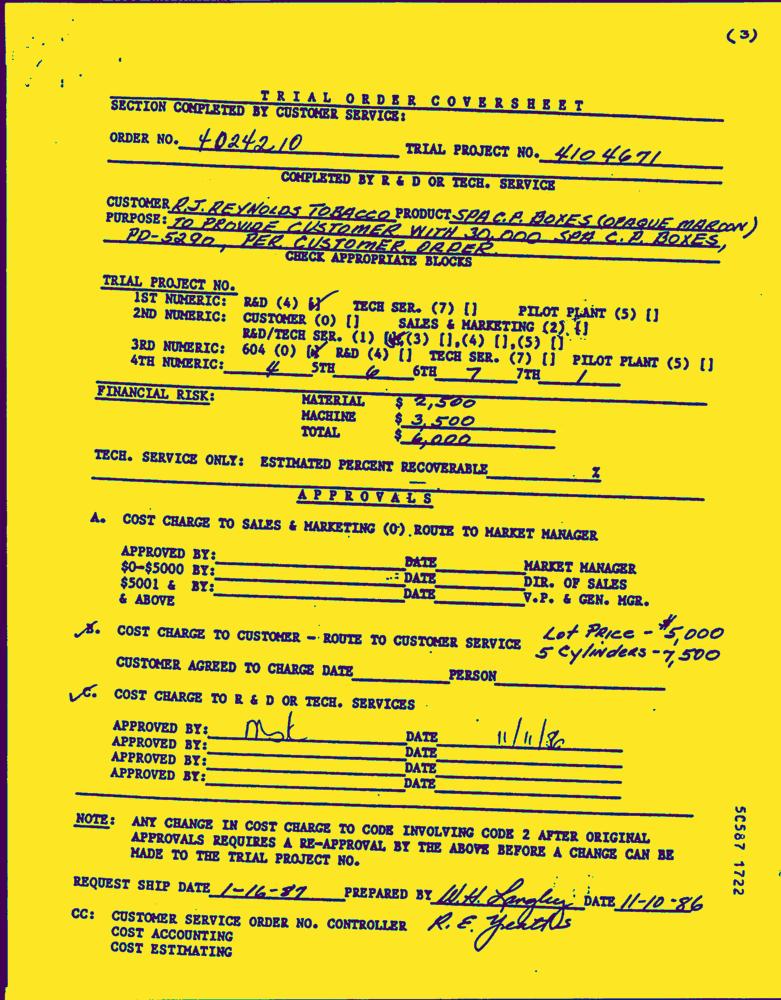 (3)
TRIAL ORDER COVERSHEET
SECTION COMPLETED BY CUSTOMER SERVICE:
ORDER NO. 4024210 TRIAL PROJECT NO. 4104671
COMPLETED BY R & D OR TECH. SERVICE
CUSTOMER R.J. REYNOLDS TOBACCO PRODUCT SPA C.P. BOXES (OPAQUE MAROON)
PURPOSE: TO PROVIDE CUSTOMER WITH 30,000 SPA C.P. BOXES,
PD-5290, PER CUSTOMER ORDER.
CHECK APPROPRIATE BLOCKS
TRIAL PROJECT NO.
1ST NUMERIC: R&D (4) [✓] TECH SER. (7) [] PILOT PLANT (5) []
2ND NUMERIC: CUSTOMER (0) [] SALES & MARKETING (2) []
R&D/TECH SER. (1) [✓](3) [],(4) [],(5) []
3RD NUMERIC: 604 (0) [✓] R&D (4) [] TECH SER. (7) [] PILOT PLANT (5) []
4TH NUMERIC: 4 5TH 6 6TH 7 7TH 1
FINANCIAL RISK: MATERIAL $ 2,500
MACHINE $ 3,500
TOTAL $ 6,000
TECH. SERVICE ONLY: ESTIMATED PERCENT RECOVERABLE %
APPROVALS
A. COST CHARGE TO SALES & MARKETING (0) ROUTE TO MARKET MANAGER
APPROVED BY: DATE MARKET MANAGER
$0-$5000 BY: DATE DIR. OF SALES
$5001 & BY: DATE V.P. & GEN. MGR.
& ABOVE
✓B. COST CHARGE TO CUSTOMER - ROUTE TO CUSTOMER SERVICE Lot Price - $5,000
5 Cylinders - 7,500
CUSTOMER AGREED TO CHARGE DATE PERSON
✓C. COST CHARGE TO R & D OR TECH. SERVICES
APPROVED BY: DATE 11/11/86
APPROVED BY: DATE
APPROVED BY: DATE
APPROVED BY: DATE
NOTE: ANY CHANGE IN COST CHARGE TO CODE INVOLVING CODE 2 AFTER ORIGINAL
APPROVALS REQUIRES A RE-APPROVAL BY THE ABOVE BEFORE A CHANGE CAN BE
MADE TO THE TRIAL PROJECT NO.
REQUEST SHIP DATE 1-16-87 PREPARED BY W.H. Langley DATE 11-10-86
CC: CUSTOMER SERVICE ORDER NO. CONTROLLER R. E.
COST ACCOUNTING
COST ESTIMATING
5C587 1722